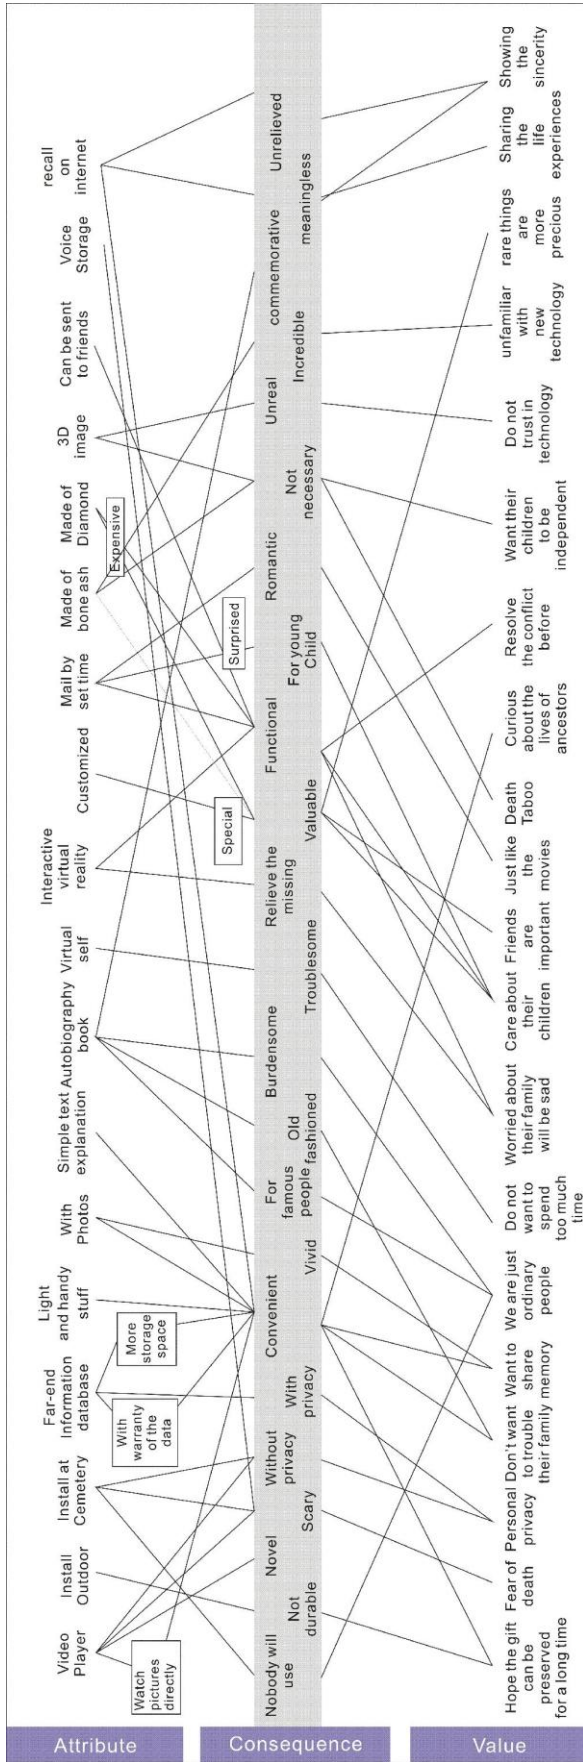 Attribute
Video
Player
Install
Outdoor
Install at
Cemetery
Far-end
Information
database
Light
and handy
stuff
With
Photos
Simple text
explanation
Autobiography
book
Virtual
self
Interactive
virtual
reality
Customized
Mail by
set time
Made of
bone ash
Made of
Diamond
3D
image
Can be sent
to friends
Voice
Storage
recall
on
internet
Watch
pictures
directly
With
warranty
of the
data
More
storage
space
Special
Surprised
Expensive
Consequence
Nobody will
use
Not
durable
Novel
Scary
Without
privacy
With
privacy
Convenient
Vivid
For
famous
people
Old
fashioned
Burdensome
Troublesome
Relieve the
missing
Valuable
Functional
For young
Child
Romantic
Not
necessary
Unreal
Incredible
commemorative
meaningless
Unrelieved
Value
Hope the gift
can be
preserved
for a long time
Fear of
death
Personal
privacy
Don't want
to trouble
their family
Want to
share
memory
We are just
ordinary
people
Do not
want to
spend
too much
time
Worried about
their family
will be sad
Care about
their
children
Friends
are
important
Just like
the
movies
Death
Taboo
Curious
about the
lives of
ancestors
Resolve
the conflict
before
Want their
children
to be
independent
Do not
trust in
technology
unfamiliar
with
new
technology
rare things
are
more
precious
Sharing
the
life
experiences
Showing
the
sincerity